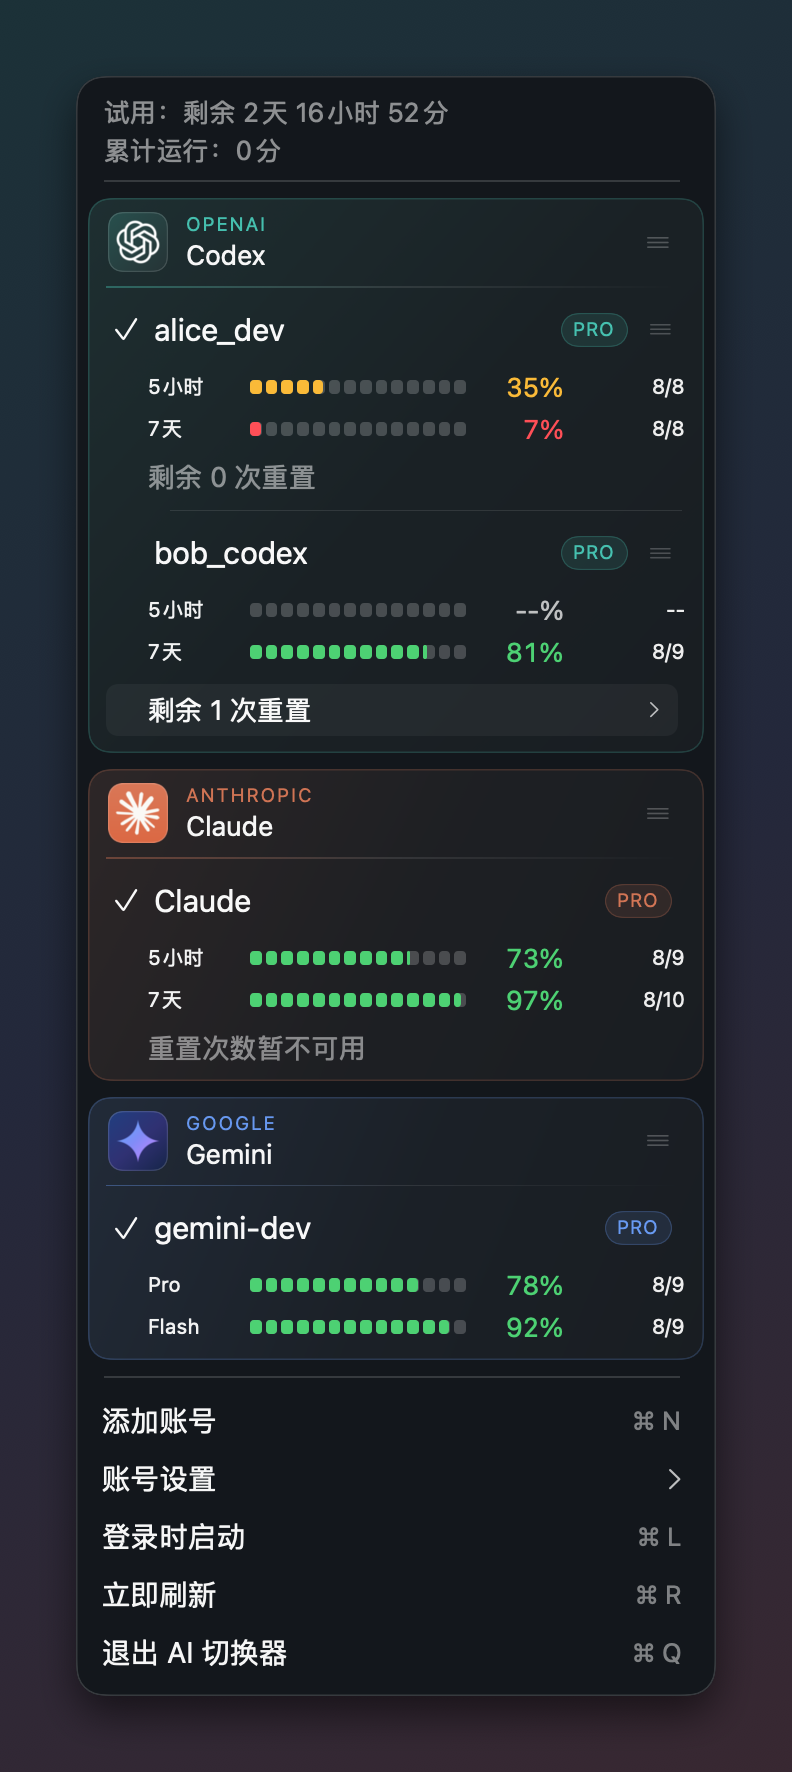 试用：剩余 2天 16小时 52分
累计运行：0分
OPENAI
Codex
alice_dev PRO
5小时 35% 8/8
7天 7% 8/8
剩余 0 次重置
bob_codex PRO
5小时 --% --
7天 81% 8/9
剩余 1 次重置
ANTHROPIC
Claude
Claude PRO
5小时 73% 8/9
7天 97% 8/10
重置次数暂不可用
GOOGLE
Gemini
gemini-dev PRO
Pro 78% 8/9
Flash 92% 8/9
添加账号 ⌘ N
账号设置
登录时启动 ⌘ L
立即刷新 ⌘ R
退出 AI 切换器 ⌘ Q